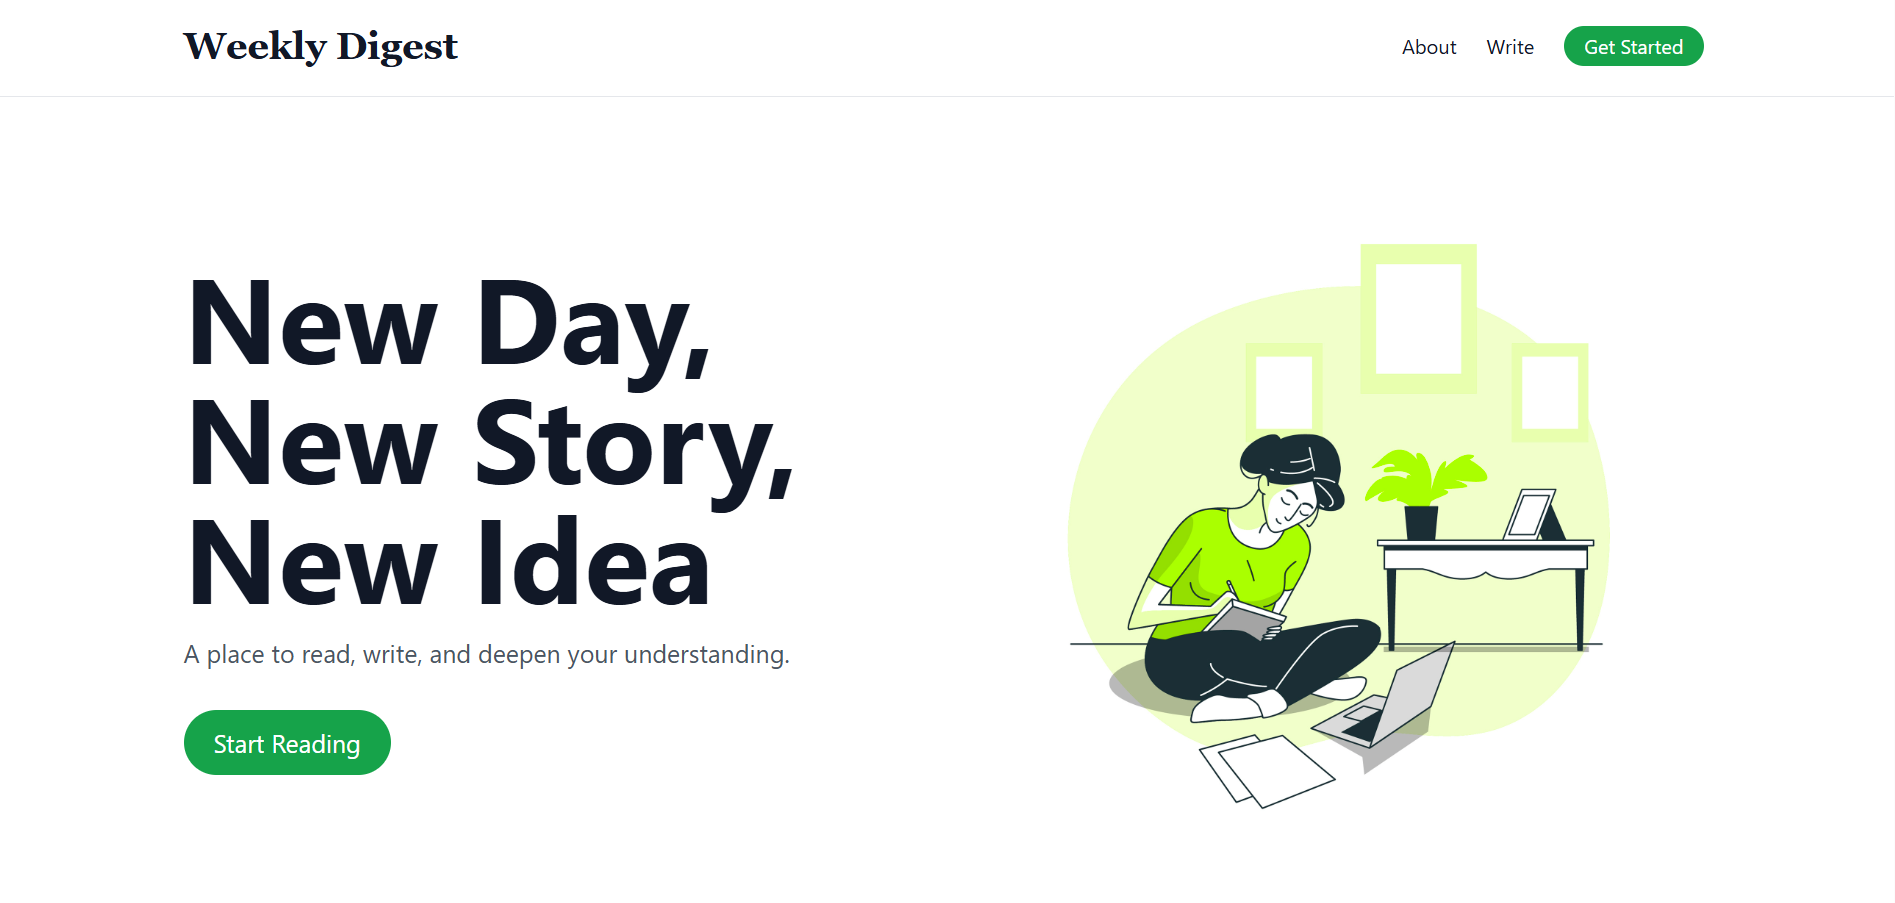 Weekly Digest
About
Write
Get Started
New Day,
New Story,
New Idea
A place to read, write, and deepen your understanding.
Start Reading